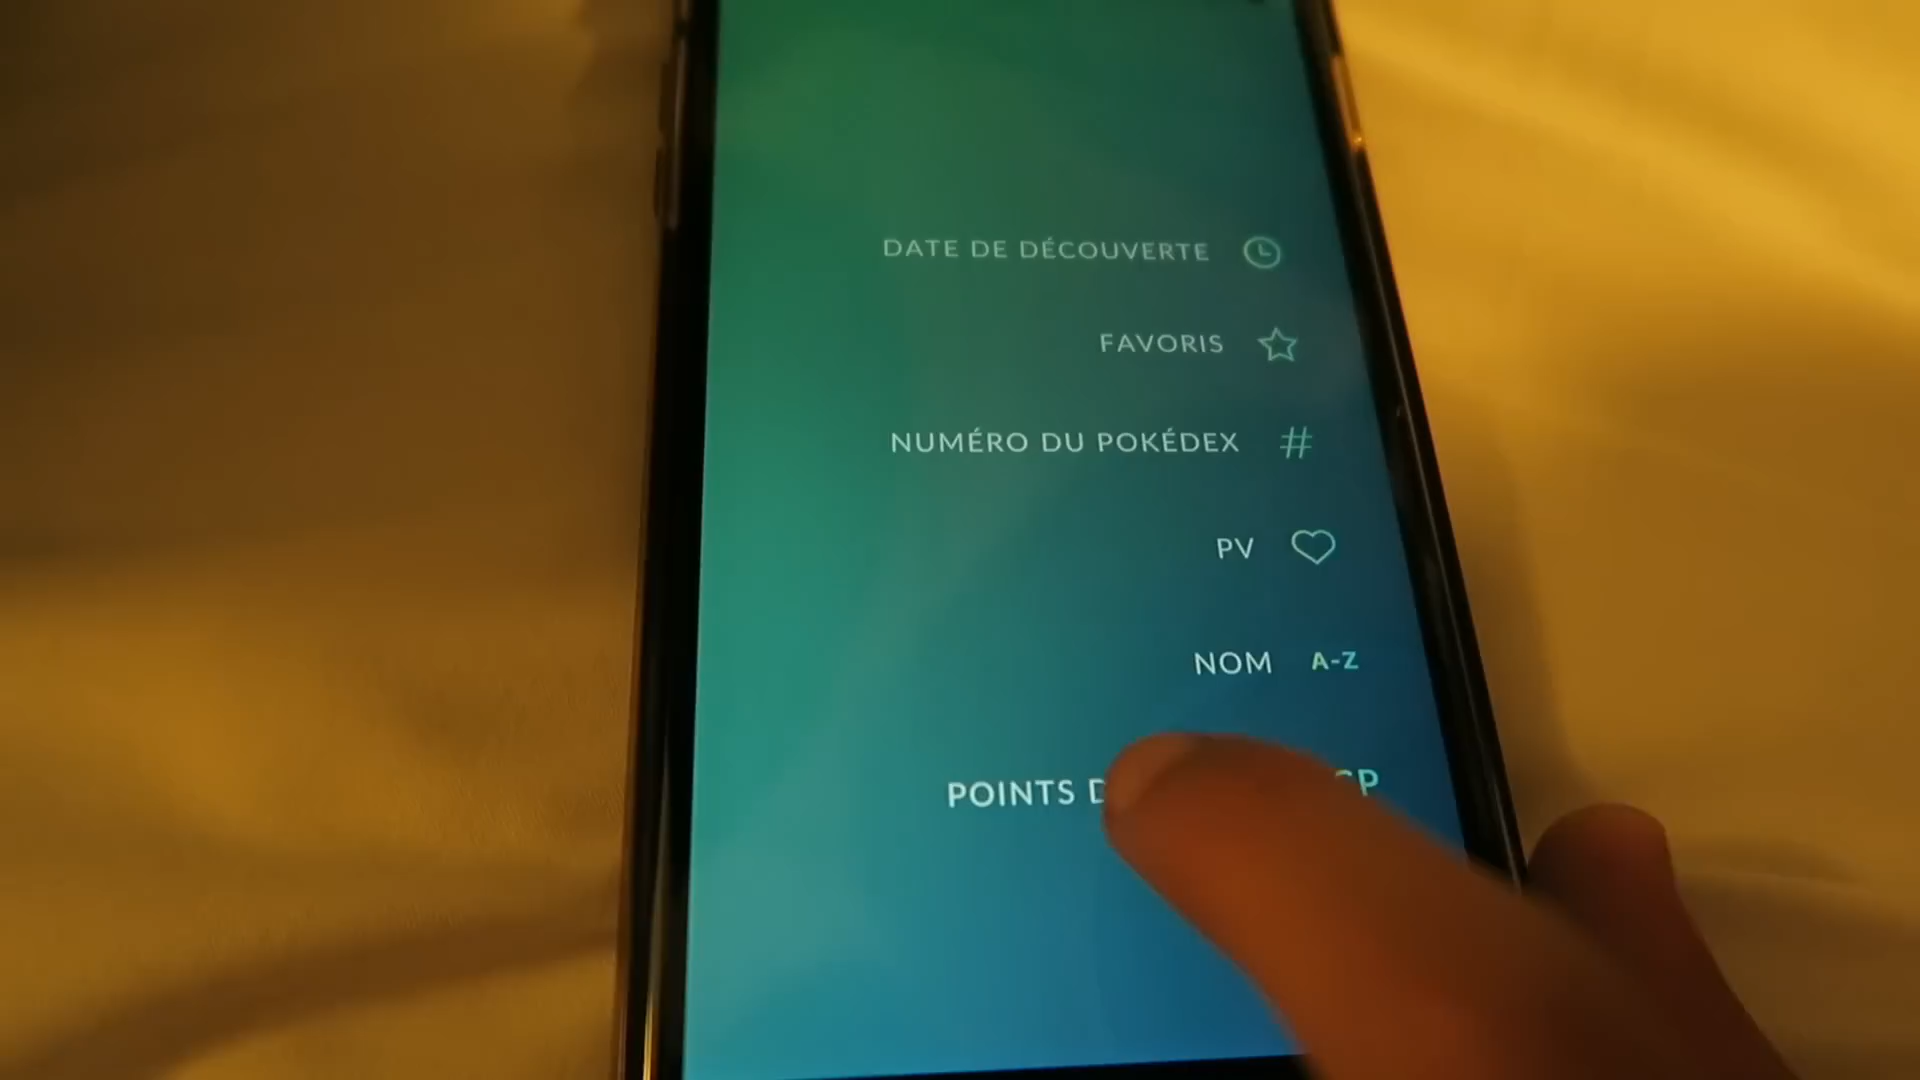 DATE DE DÉCOUVERTE
FAVORIS
NUMÉRO DU POKÉDEX #
PV
NOM A-Z
POINTS